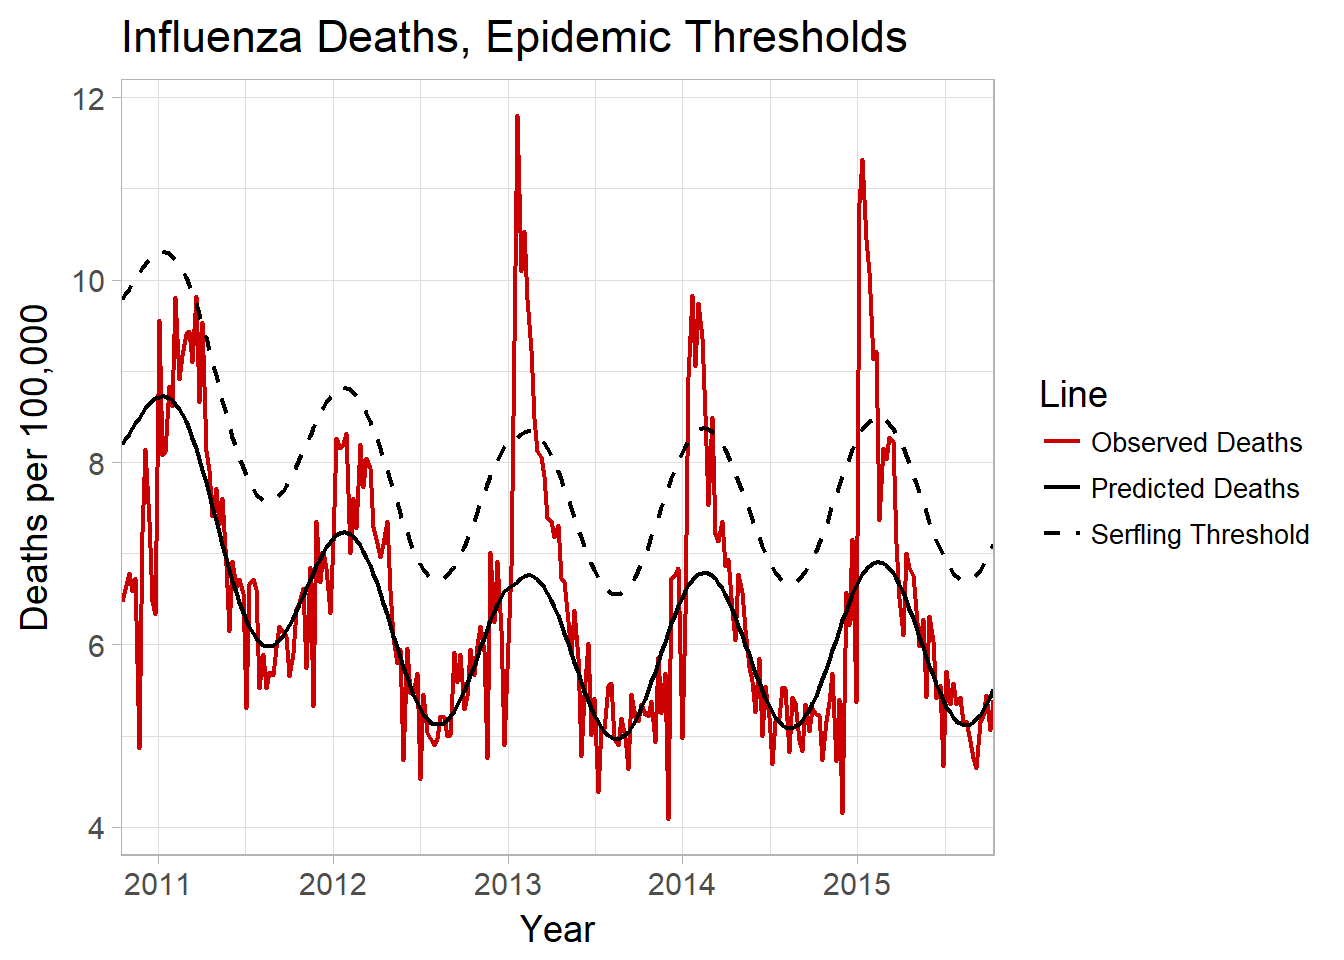 Influenza Deaths, Epidemic Thresholds
Deaths per 100,000
12
10
8
6
4
2011 2012 2013 2014 2015
Year
Line
Observed Deaths
Predicted Deaths
Serfling Threshold